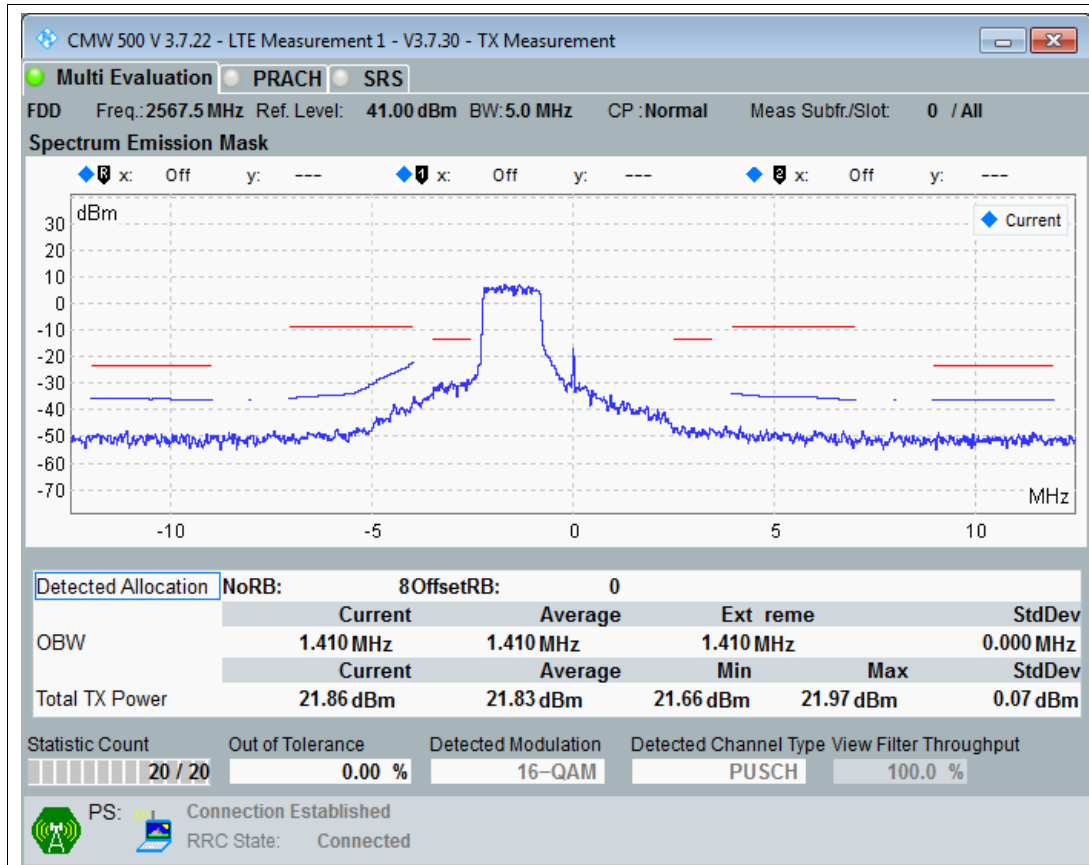 CMW 500 V 3.7.22 - LTE Measurement 1 - V3.7.30 - TX Measurement
Multi Evaluation PRACH SRS
FDD Freq.: 2567.5 MHz Ref. Level: 41.00 dBm BW: 5.0 MHz CP : Normal Meas Subfr./Slot: 0 / All
Spectrum Emission Mask
R x: Off y: --- 1 x: Off y: --- 2 x: Off y: ---
dBm
Current
30
20
10
0
-10
-20
-30
-40
-50
-60
-70
MHz
-10 -5 0 5 10
Detected Allocation NoRB: 8 OffsetRB: 0
Current Average Ext reme StdDev
OBW 1.410 MHz 1.410 MHz 1.410 MHz 0.000 MHz
Current Average Min Max StdDev
Total TX Power 21.86 dBm 21.83 dBm 21.66 dBm 21.97 dBm 0.07 dBm
Statistic Count Out of Tolerance Detected Modulation Detected Channel Type View Filter Throughput
20 / 20 0.00 % 16-QAM PUSCH 100.0 %
PS: Connection Established
RRC State: Connected